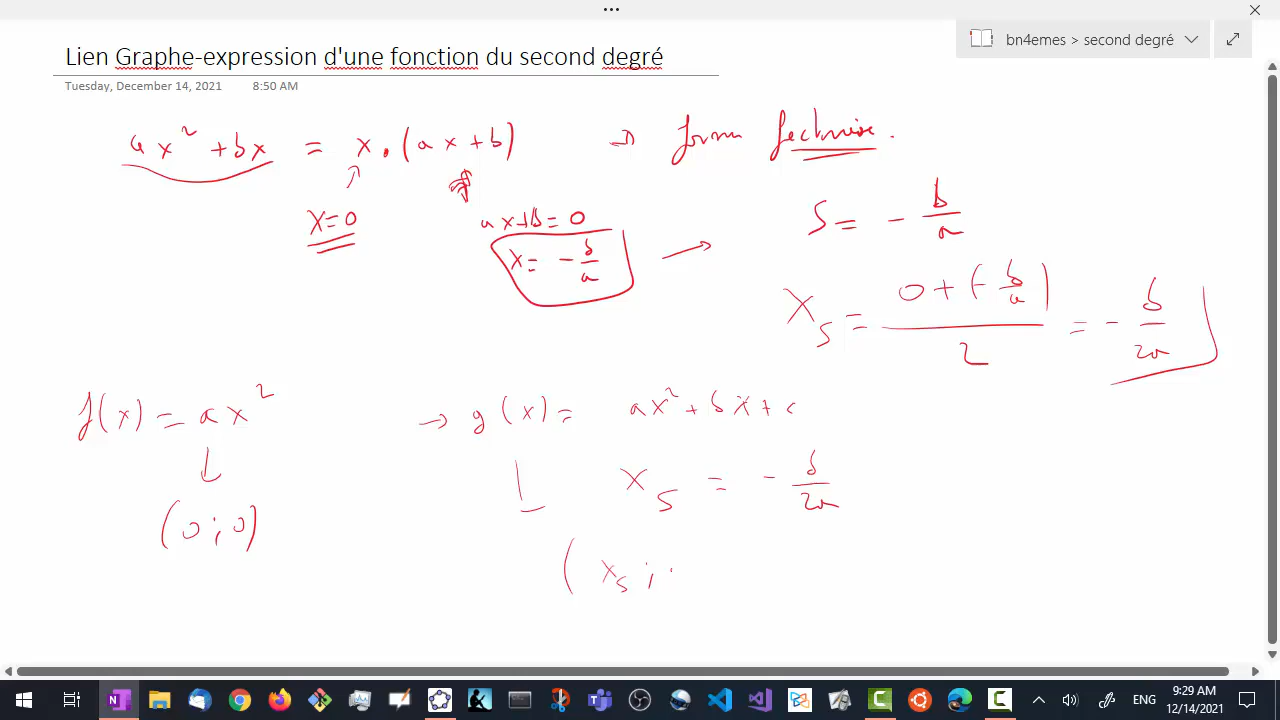 bn4emes > second degré
Lien Graphe-expression d'une fonction du second degré
Tuesday, December 14, 2021 8:50 AM
ax² + bx = x . (ax + b) → forme factorisée.
x = 0
ax + b = 0
x = - b/a →
S = - b/a
x_S = (0 + (- b/a))/2 = - b/2a
f(x) = ax² → g(x) = ax² + bx + c
(0 ; 0)
x_S = - b/2a
(x_S ;
ENG
9:29 AM
12/14/2021